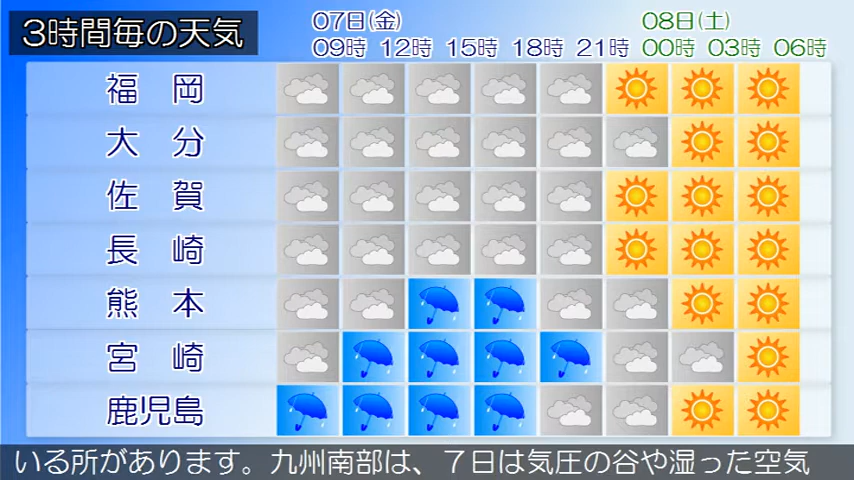 3時間毎の天気
07日(金) 08日(土)
09時 12時 15時 18時 21時 00時 03時 06時
福岡
大分
佐賀
長崎
熊本
宮崎
鹿児島
いる所があります。九州南部は、7日は気圧の谷や湿った空気